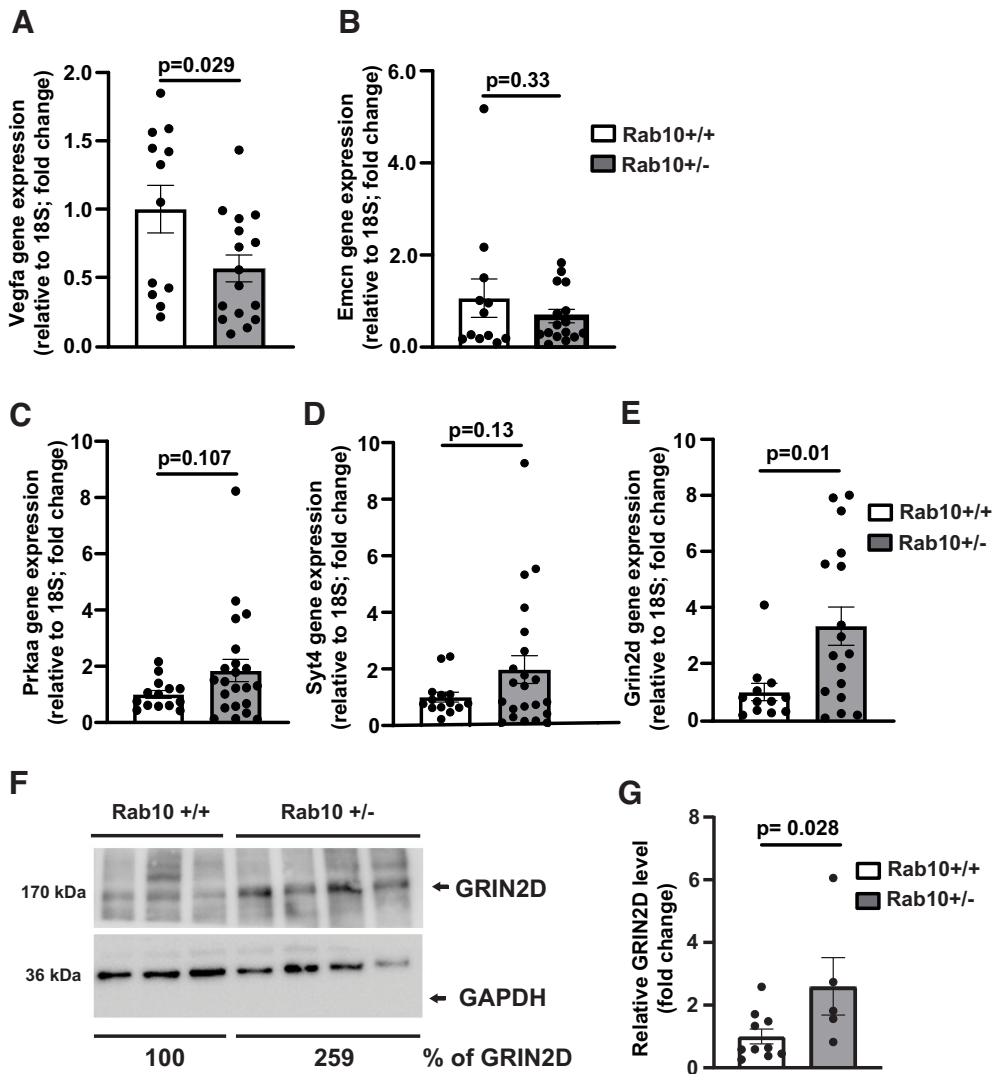 A
Vegfa gene expression
(relative to 18S; fold change)
2.0
1.5
1.0
0.5
0.0
p=0.029
B
Emcn gene expression
(relative to 18S; fold change)
6.0
4.0
2.0
0.0
p=0.33
Rab10+/+
Rab10+/-
C
Prkaa gene expression
(relative to 18S; fold change)
10
8
6
4
2
0
p=0.107
D
Syt4 gene expression
(relative to 18S; fold change)
10
8
6
4
2
0
p=0.13
E
Grin2d gene expression
(relative to 18S; fold change)
10
8
6
4
2
0
p=0.01
Rab10+/+
Rab10+/-
F
Rab10 +/+ Rab10 +/-
170 kDa
GRIN2D
36 kDa
GAPDH
100 259 % of GRIN2D
G
Relative GRIN2D level
(fold change)
8
6
4
2
0
p= 0.028
Rab10+/+
Rab10+/-